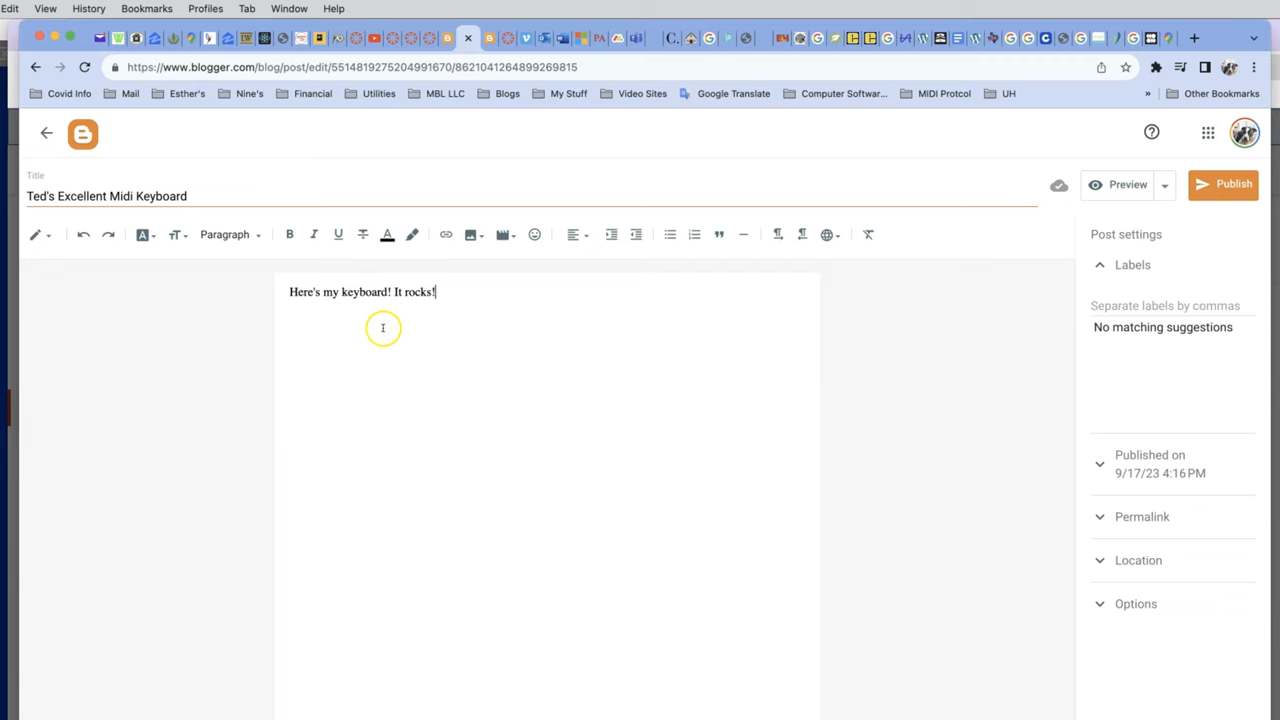 Edit View History Bookmarks Profiles Tab Window Help
https://www.blogger.com/blog/post/edit/5514819275204991670/8621041264899269815
Covid Info Mail Esther's Nine's Financial Utilities MBL LLC Blogs My Stuff Video Sites Google Translate Computer Softwar... MIDI Protcol UH » Other Bookmarks
Title
Ted's Excellent Midi Keyboard
Preview Publish
Paragraph
Post settings
Labels
Separate labels by commas
No matching suggestions
Here's my keyboard! It rocks!
Published on
9/17/23 4:16 PM
Permalink
Location
Options